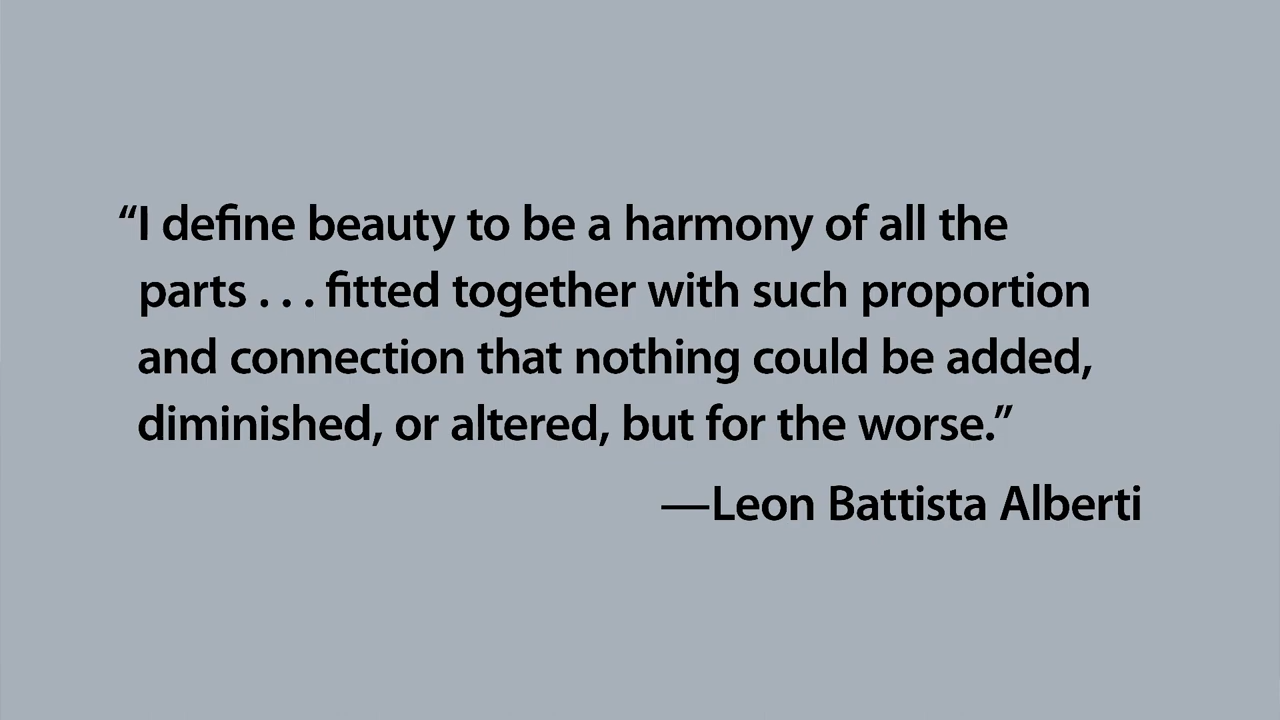 “I define beauty to be a harmony of all the
parts . . . fitted together with such proportion
and connection that nothing could be added,
diminished, or altered, but for the worse.”
—Leon Battista Alberti